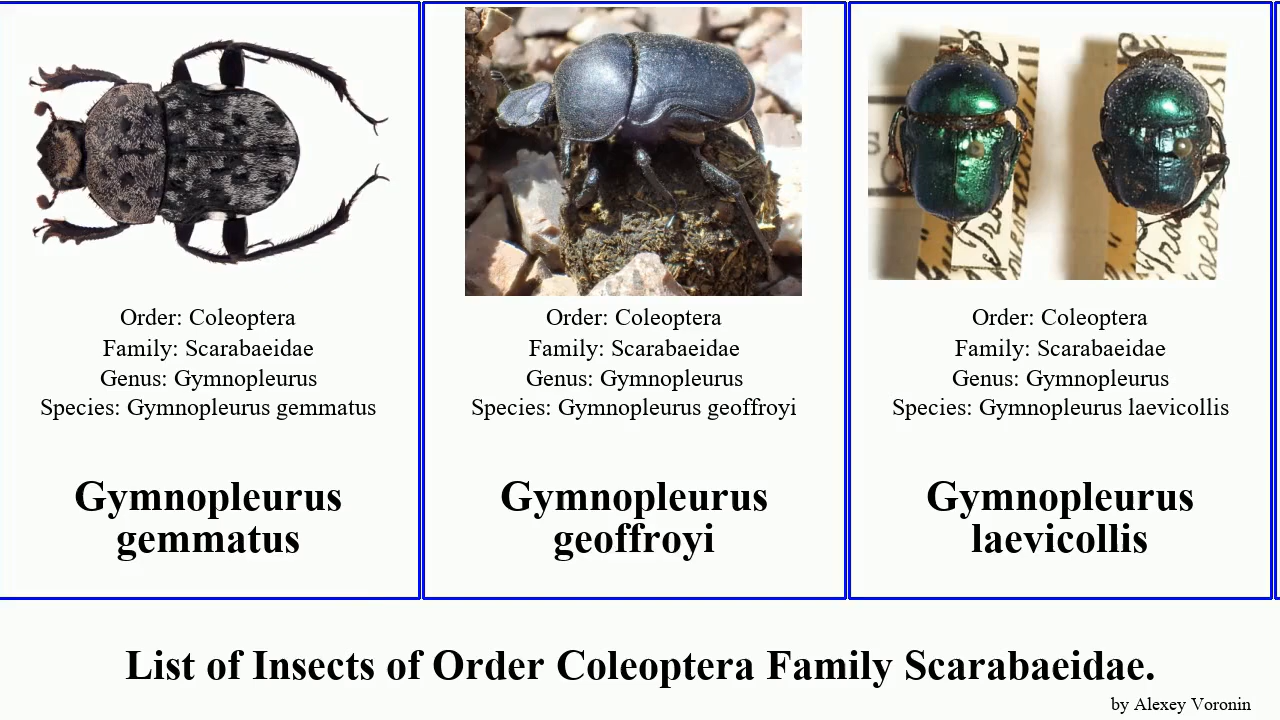 Order: Coleoptera
Family: Scarabaeidae
Genus: Gymnopleurus
Species: Gymnopleurus gemmatus
Gymnopleurus
gemmatus
Order: Coleoptera
Family: Scarabaeidae
Genus: Gymnopleurus
Species: Gymnopleurus geoffroyi
Gymnopleurus
geoffroyi
Order: Coleoptera
Family: Scarabaeidae
Genus: Gymnopleurus
Species: Gymnopleurus laevicollis
Gymnopleurus
laevicollis
List of Insects of Order Coleoptera Family Scarabaeidae.
by Alexey Voronin